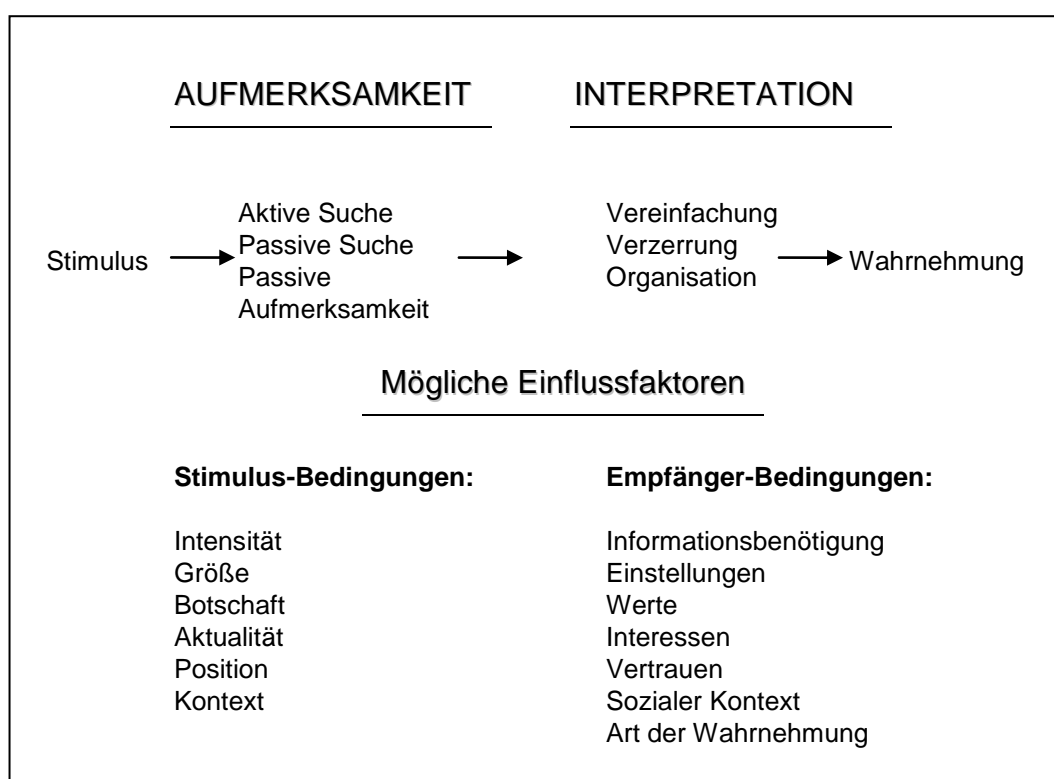 AUFMERKSAMKEIT
INTERPRETATION
Stimulus
Aktive Suche
Passive Suche
Passive
Aufmerksamkeit
Vereinfachung
Verzerrung
Organisation
Wahrnehmung
Mögliche Einflussfaktoren
Stimulus-Bedingungen:
Intensität
Größe
Botschaft
Aktualität
Position
Kontext
Empfänger-Bedingungen:
Informationsbenötigung
Einstellungen
Werte
Interessen
Vertrauen
Sozialer Kontext
Art der Wahrnehmung